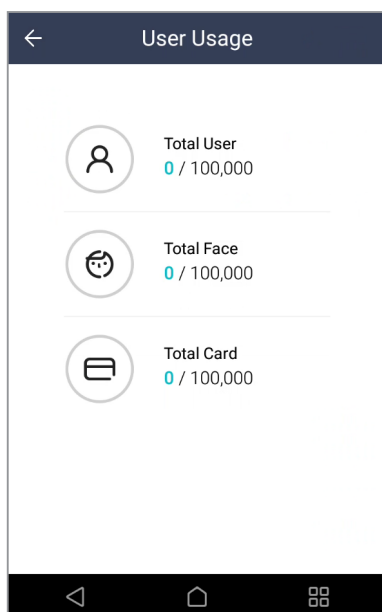 User Usage
Total User
0 / 100,000
Total Face
0 / 100,000
Total Card
0 / 100,000